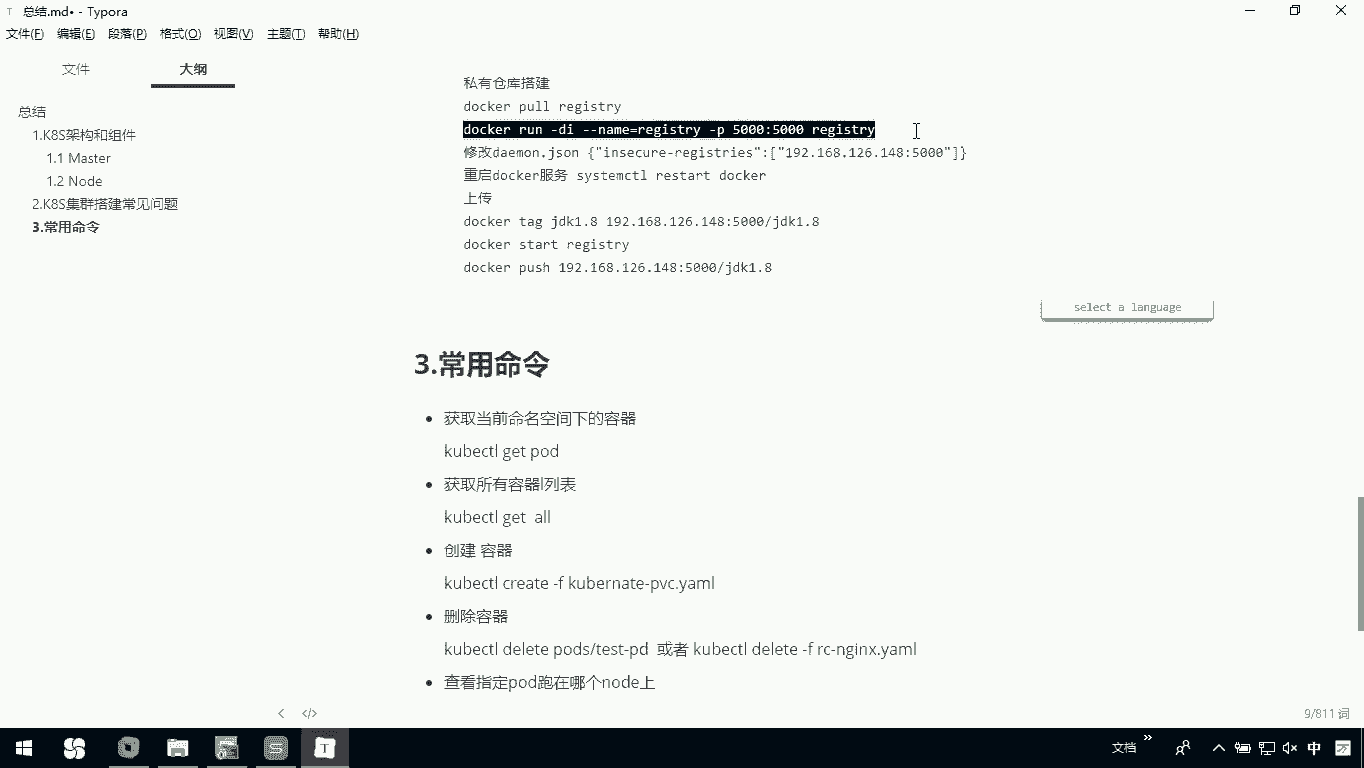 总结.md• - Typora
文件(F) 编辑(E) 段落(P) 格式(O) 视图(V) 主题(T) 帮助(H)
文件 大纲
总结
1.K8S架构和组件
1.1 Master
1.2 Node
2.K8S集群搭建常见问题
3.常用命令
私有仓库搭建
docker pull registry
docker run -di --name=registry -p 5000:5000 registry
修改daemon.json {"insecure-registries":["192.168.126.148:5000"]}
重启docker服务 systemctl restart docker
上传
docker tag jdk1.8 192.168.126.148:5000/jdk1.8
docker start registry
docker push 192.168.126.148:5000/jdk1.8
select a language
3.常用命令
获取当前命名空间下的容器
kubectl get pod
获取所有容器l列表
kubectl get all
创建 容器
kubectl create -f kubernate-pvc.yaml
删除容器
kubectl delete pods/test-pd 或者 kubectl delete -f rc-nginx.yaml
查看指定pod跑在哪个node上
9/811 词
文档
中